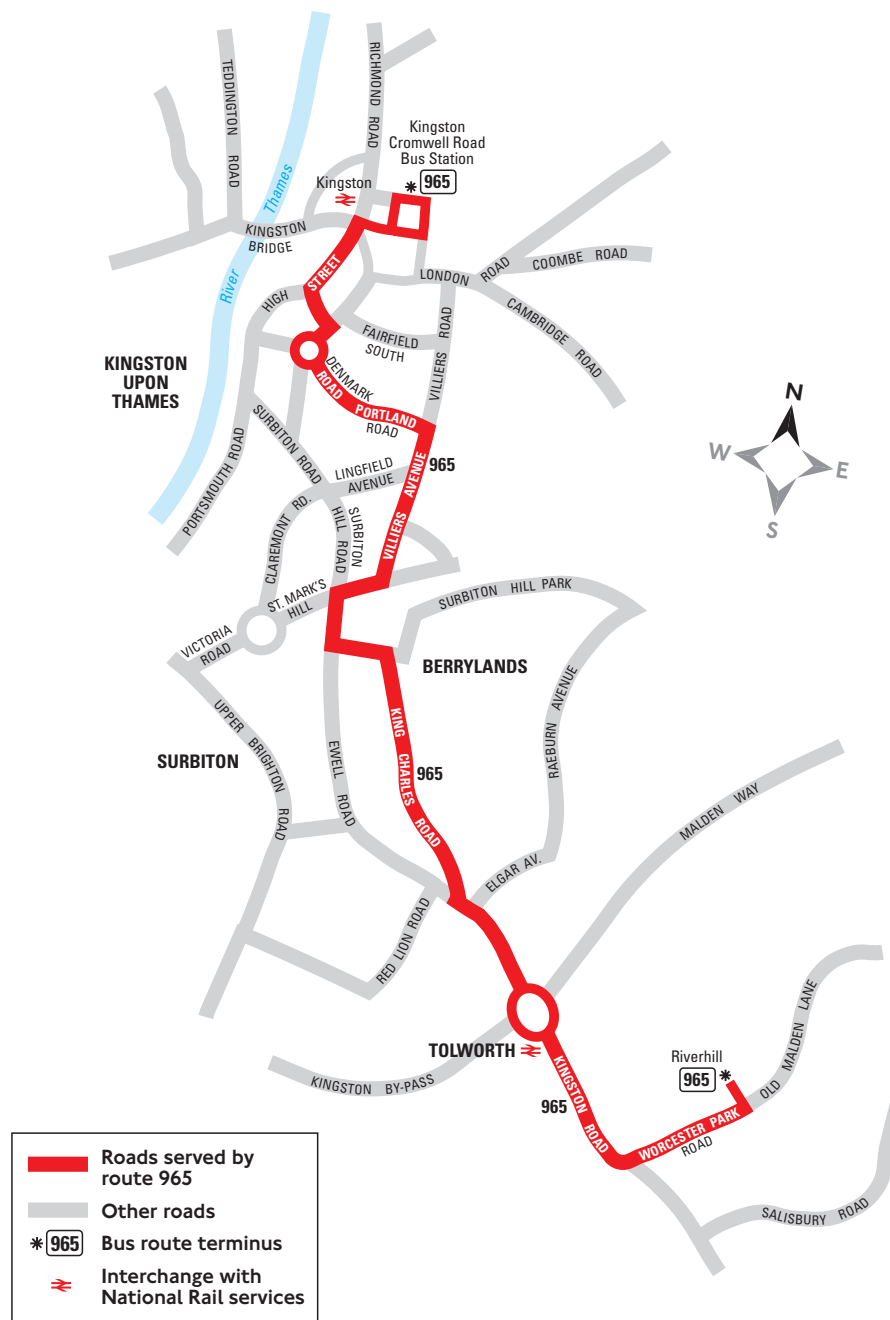 TEDDINGTON
ROAD
RICHMOND
ROAD
Kingston
Cromwell Road
Bus Station
965
Kingston
River
Thames
KINGSTON
BRIDGE
HIGH
STREET
LONDON
ROAD
COOMBE ROAD
CAMBRIDGE ROAD
FAIRFIELD
SOUTH
VILLIERS
ROAD
KINGSTON
UPON
THAMES
DENMARK
ROAD
PORTLAND
ROAD
SURBITON ROAD
PORTSMOUTH ROAD
965
LINGFIELD
AVENUE
VILLIERS AVENUE
CLAREMONT RD.
SURBITON
HILL ROAD
N
W
E
S
ST. MARK'S
HILL
SURBITON HILL PARK
VICTORIA
ROAD
BERRYLANDS
UPPER BRIGHTON
ROAD
SURBITON
EWELL ROAD
KING CHARLES ROAD
965
RAEBURN AVENUE
MALDEN WAY
ELGAR AV.
RED LION ROAD
TOLWORTH
KINGSTON BY-PASS
KINGSTON ROAD
965
Riverhill
965
OLD MALDEN LANE
WORCESTER PARK
ROAD
SALISBURY ROAD
Roads served by
route 965
Other roads
965 Bus route terminus
Interchange with
National Rail services